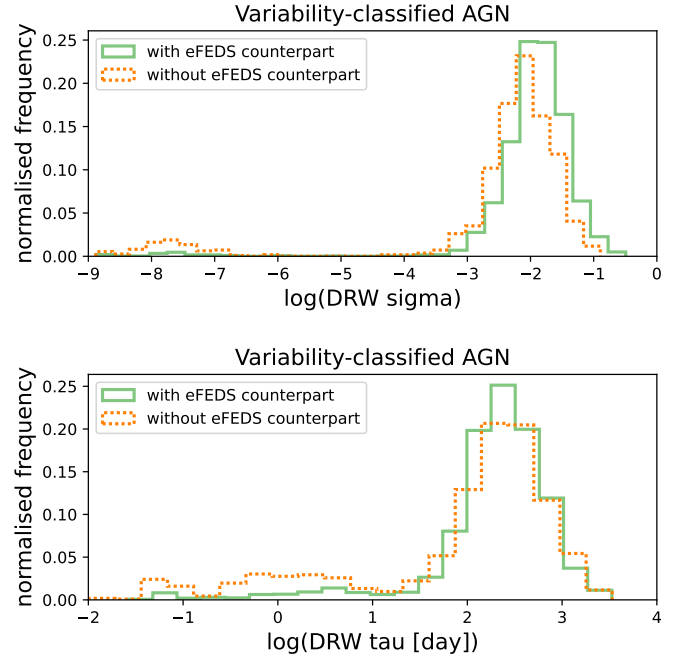 Variability-classified AGN
normalised frequency
0.25
0.20
0.15
0.10
0.05
0.00
with eFEDS counterpart
without eFEDS counterpart
−9 −8 −7 −6 −5 −4 −3 −2 −1 0
log(DRW sigma)
Variability-classified AGN
normalised frequency
0.25
0.20
0.15
0.10
0.05
0.00
with eFEDS counterpart
without eFEDS counterpart
−2 −1 0 1 2 3 4
log(DRW tau [day])